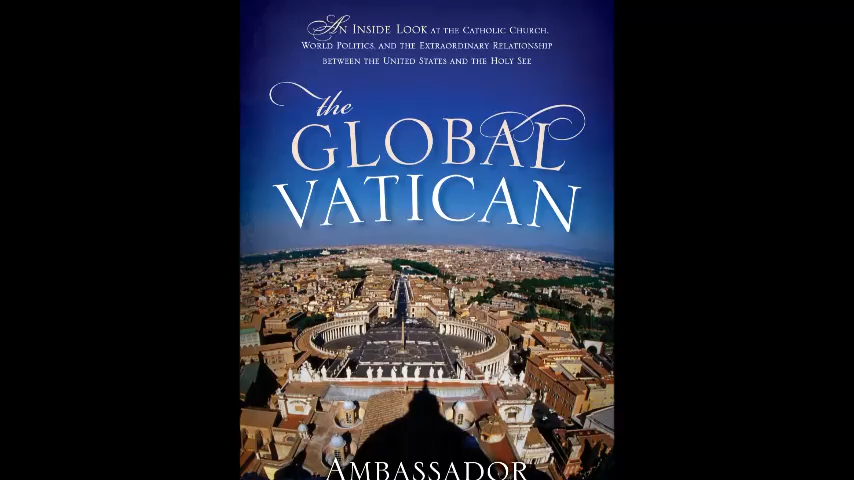 An Inside Look at the Catholic Church,
World Politics, and the Extraordinary Relationship
between the United States and the Holy See
the
GLOBAL
VATICAN
AMBASSADOR